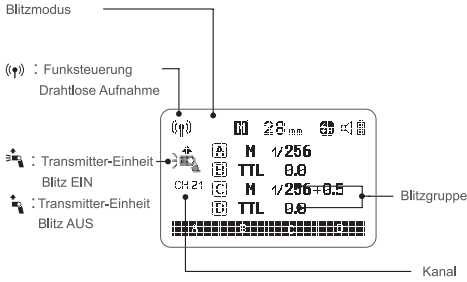 Blitzmodus
: Funksteuerung
Drahtlose Aufnahme
: Transmitter-Einheit
Blitz EIN
: Transmitter-Einheit
Blitz AUS
M 28mm
A M 1/256
B TTL 0.0
CH 21
C M 1/256+0.5
D TTL 0.0
A B C D
Blitzgruppe
Kanal